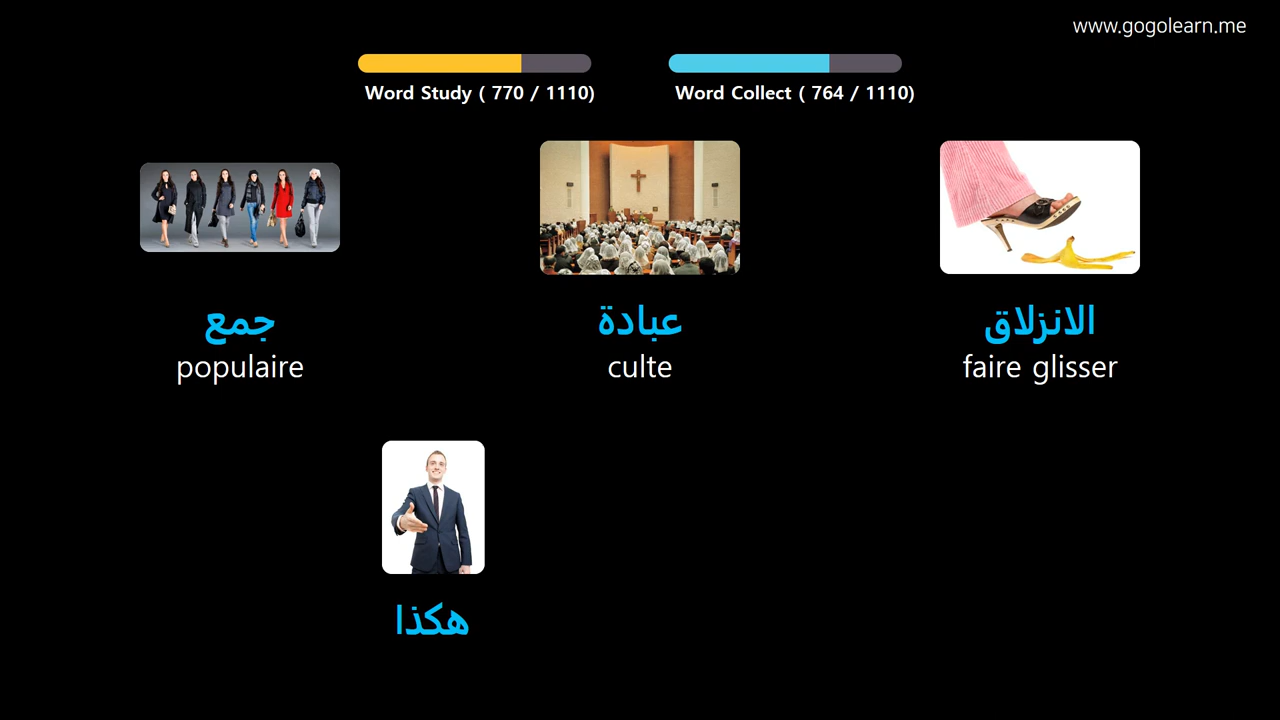 www.gogolearn.me
Word Study ( 770 / 1110)
Word Collect ( 764 / 1110)
جمع
populaire
عبادة
culte
الانزلاق
faire glisser
هكذا